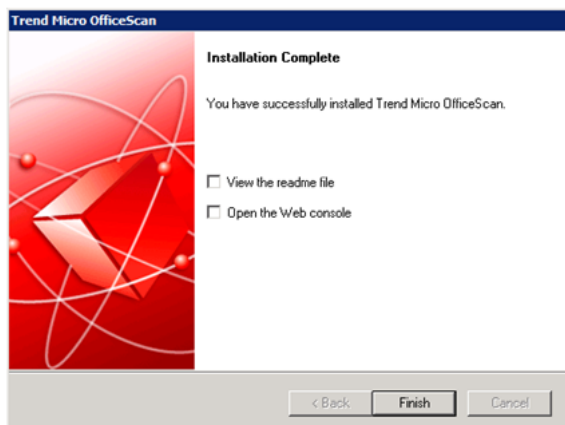 Trend Micro OfficeScan
Installation Complete
You have successfully installed Trend Micro OfficeScan.
View the readme file
Open the Web console
< Back
Finish
Cancel